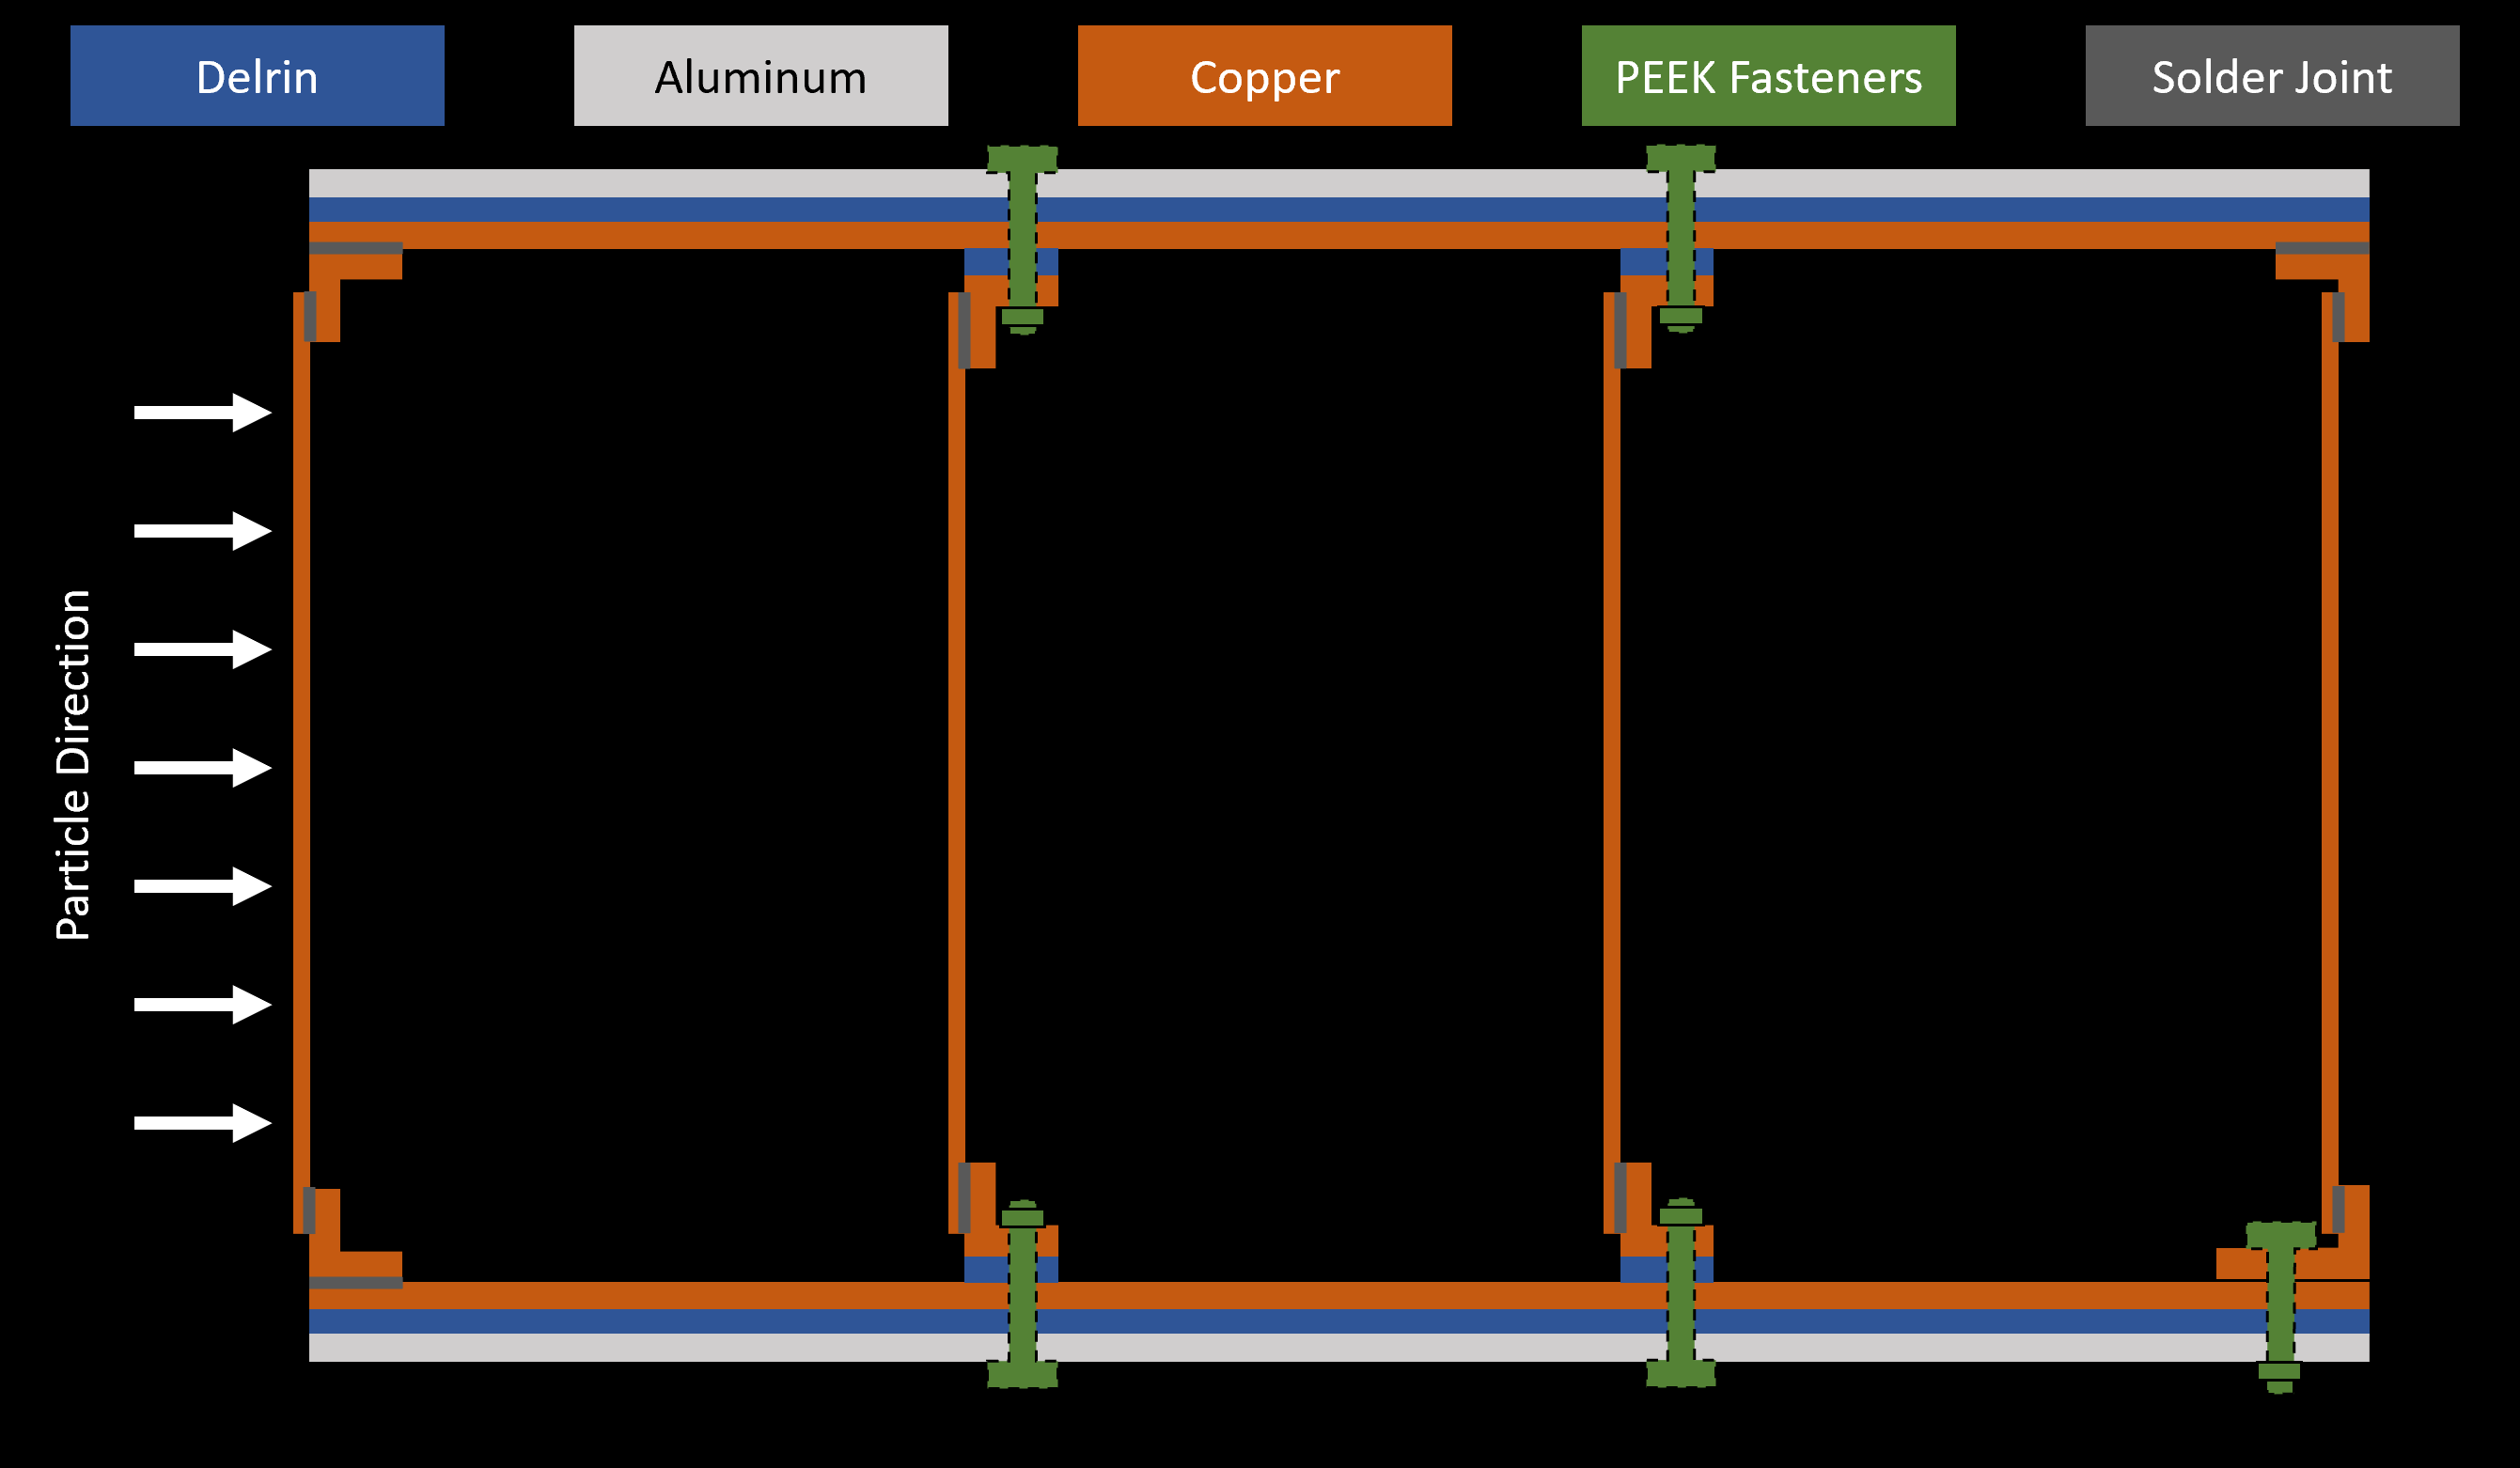 Delrin
Aluminum
Copper
PEEK Fasteners
Solder Joint
Particle Direction